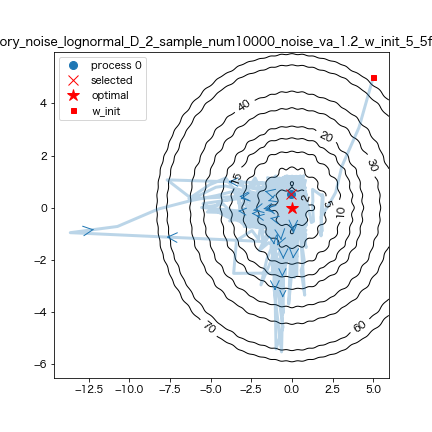 ory_noise_lognormal_D_2_sample_num10000_noise_va_1.2_w_init_5_5f
process 0
selected
optimal
w_init
40
20
30
15
2
5
10
70
60
4
2
0
−2
−4
−6
−12.5 −10.0 −7.5 −5.0 −2.5 0.0 2.5 5.0